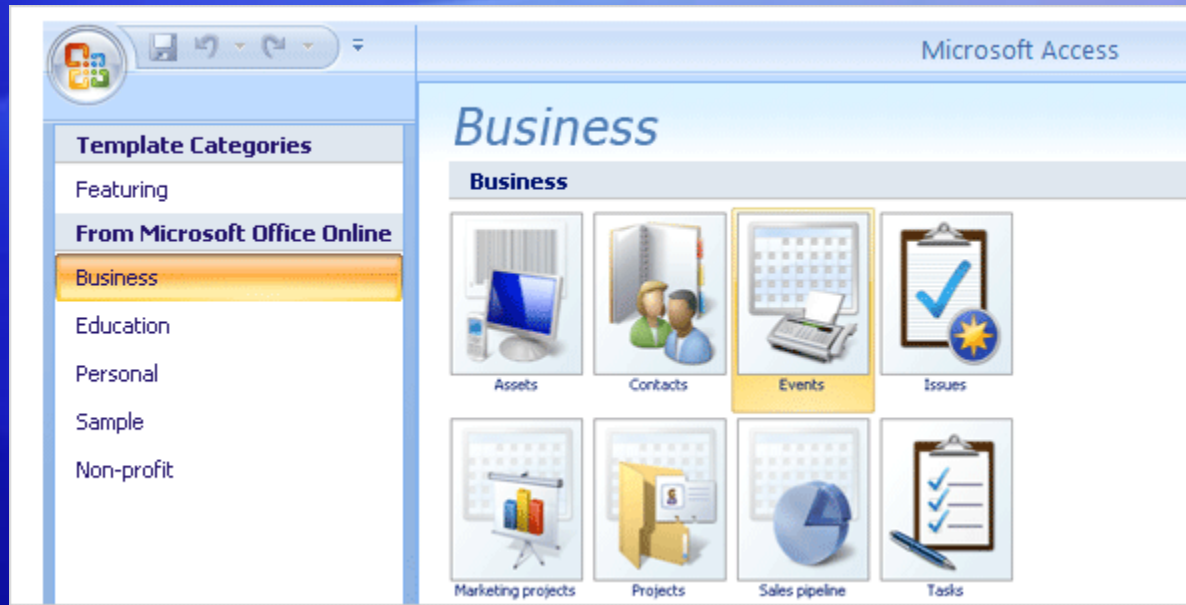 Microsoft Access
Template Categories
Featuring
From Microsoft Office Online
Business
Education
Personal
Sample
Non-profit
Business
Business
Assets
Contacts
Events
Issues
Marketing projects
Projects
Sales pipeline
Tasks